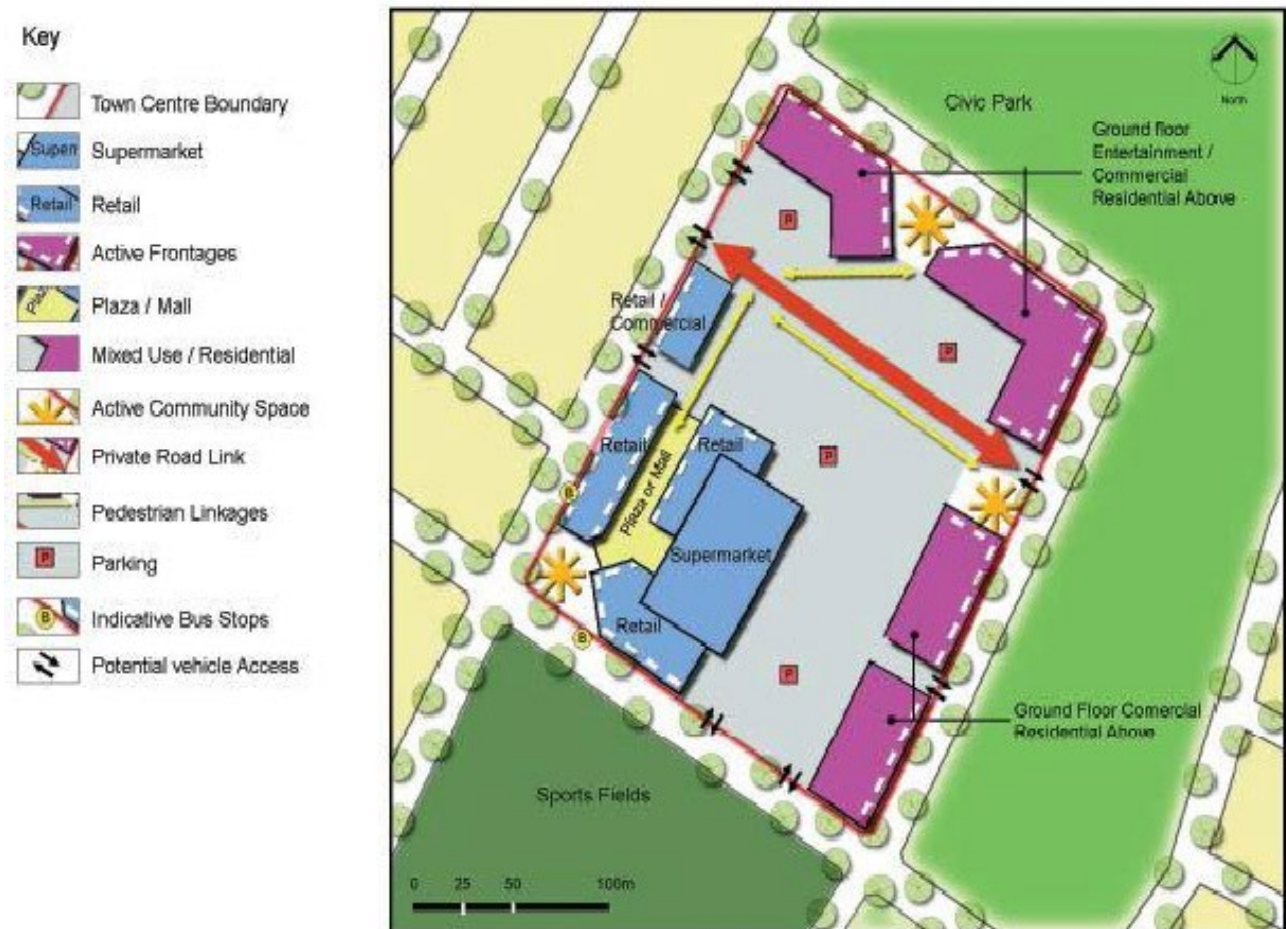 Key
Town Centre Boundary
Supen
Supermarket
Retail
Retail
Active Frontages
Plaza
Plaza / Mall
Mixed Use / Residential
Active Community Space
Private Road Link
Pedestrian Linkages
P
Parking
B
Indicative Bus Stops
Potential vehicle Access
North
Civic Park
Ground floor
Entertainment /
Commercial
Residential Above
P
Retail /
Commercial
P
Retail
Retail
P
Plaza or Mall
B
Supermarket
Retail
B
P
Ground Floor Comercial
Residential Above
Sports Fields
0 25 50 100m